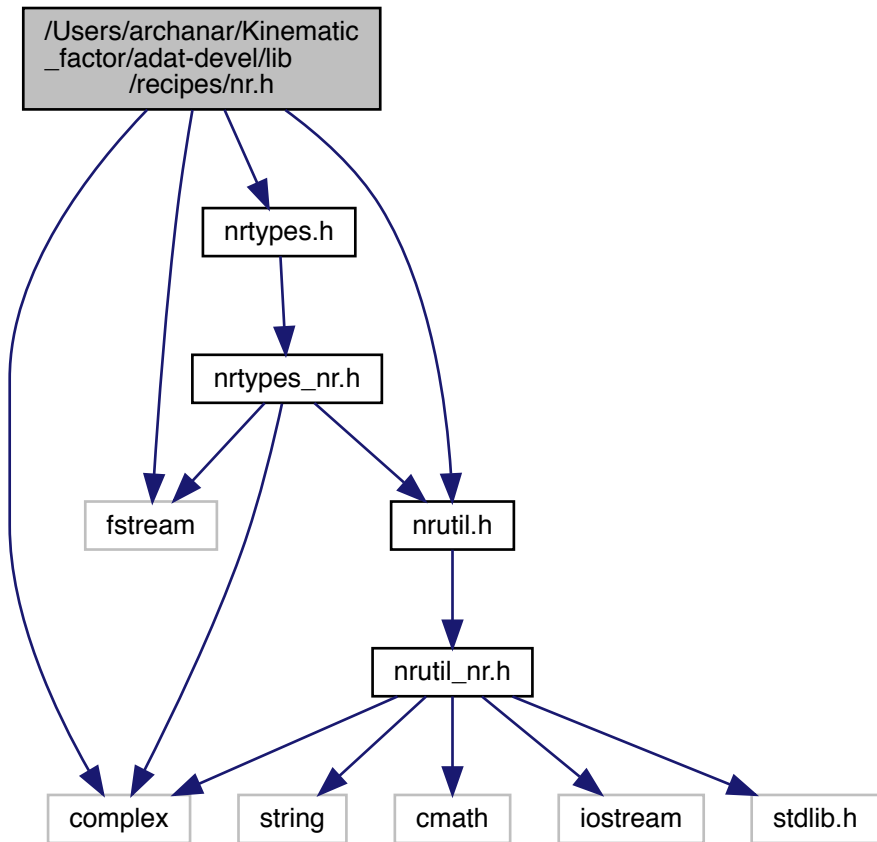 /Users/archanar/Kinematic
_factor/adat-devel/lib
/recipes/nr.h
nrtypes.h
nrtypes_nr.h
fstream
nrutil.h
nrutil_nr.h
complex
string
cmath
iostream
stdlib.h